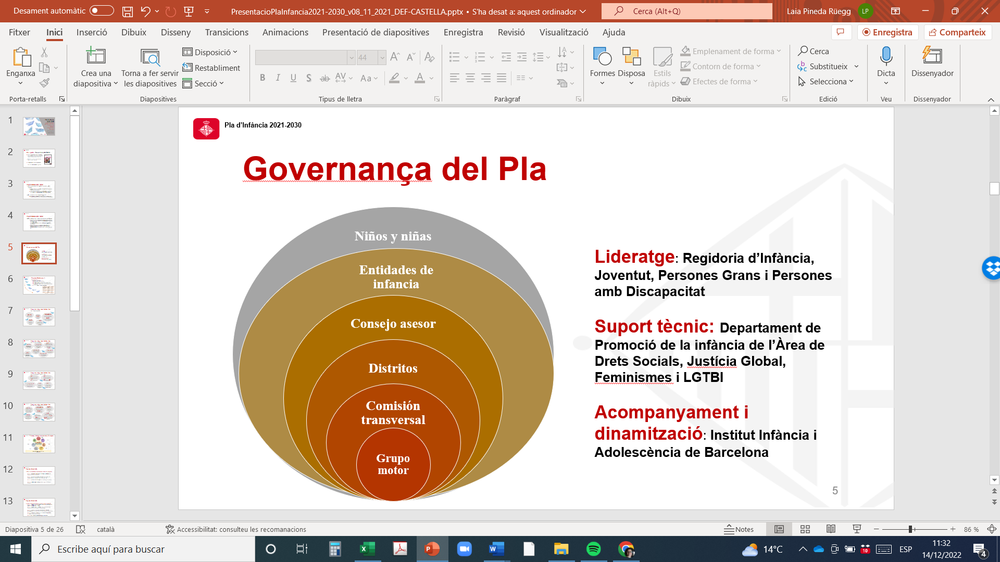 Desament automàtic
PresentacioPlaInfancia2021-2030_v08_11_2021_DEF-CASTELLA.pptx • S'ha desat a: aquest ordinador
Cerca (Alt+Q)
Laia Pineda Rüegg
LP
Fitxer Inici Inserció Dibuix Disseny Transicions Animacions Presentació de diapositives Enregistra Revisió Visualització Ajuda
Enregistra
Comparteix
Enganxa
Porta-retalls
Crea una
diapositiva
Torna a fer servir
les diapositives
Disposició
Restabliment
Secció
Diapositives
44
Tipus de lletra
Paràgraf
Formes
Disposa
Estils
ràpids
Emplenament de forma
Contorn de forma
Efectes de forma
Dibuix
Cerca
Substitueix
Selecciona
Edició
Dicta
Veu
Dissenyador
Dissenyador
1
2
3
4
5
6
7
8
9
10
11
12
13
Pla d'Infància 2021-2030
Governança del Pla
Niños y niñas
Entidades de
infancia
Consejo asesor
Distritos
Comisión
transversal
Grupo
motor
Lideratge: Regidoria d'Infància,
Joventut, Persones Grans i Persones
amb Discapacitat
Suport tècnic: Departament de
Promoció de la infància de l'Àrea de
Drets Socials, Justícia Global,
Feminismes i LGTBI
Acompanyament i
dinamització: Institut Infància i
Adolescència de Barcelona
5
Diapositiva 5 de 26
català
Accessibilitat: consulteu les recomanacions
Notes
86 %
Escribe aquí para buscar
14°C
10
ESP
11:32
14/12/2022
4